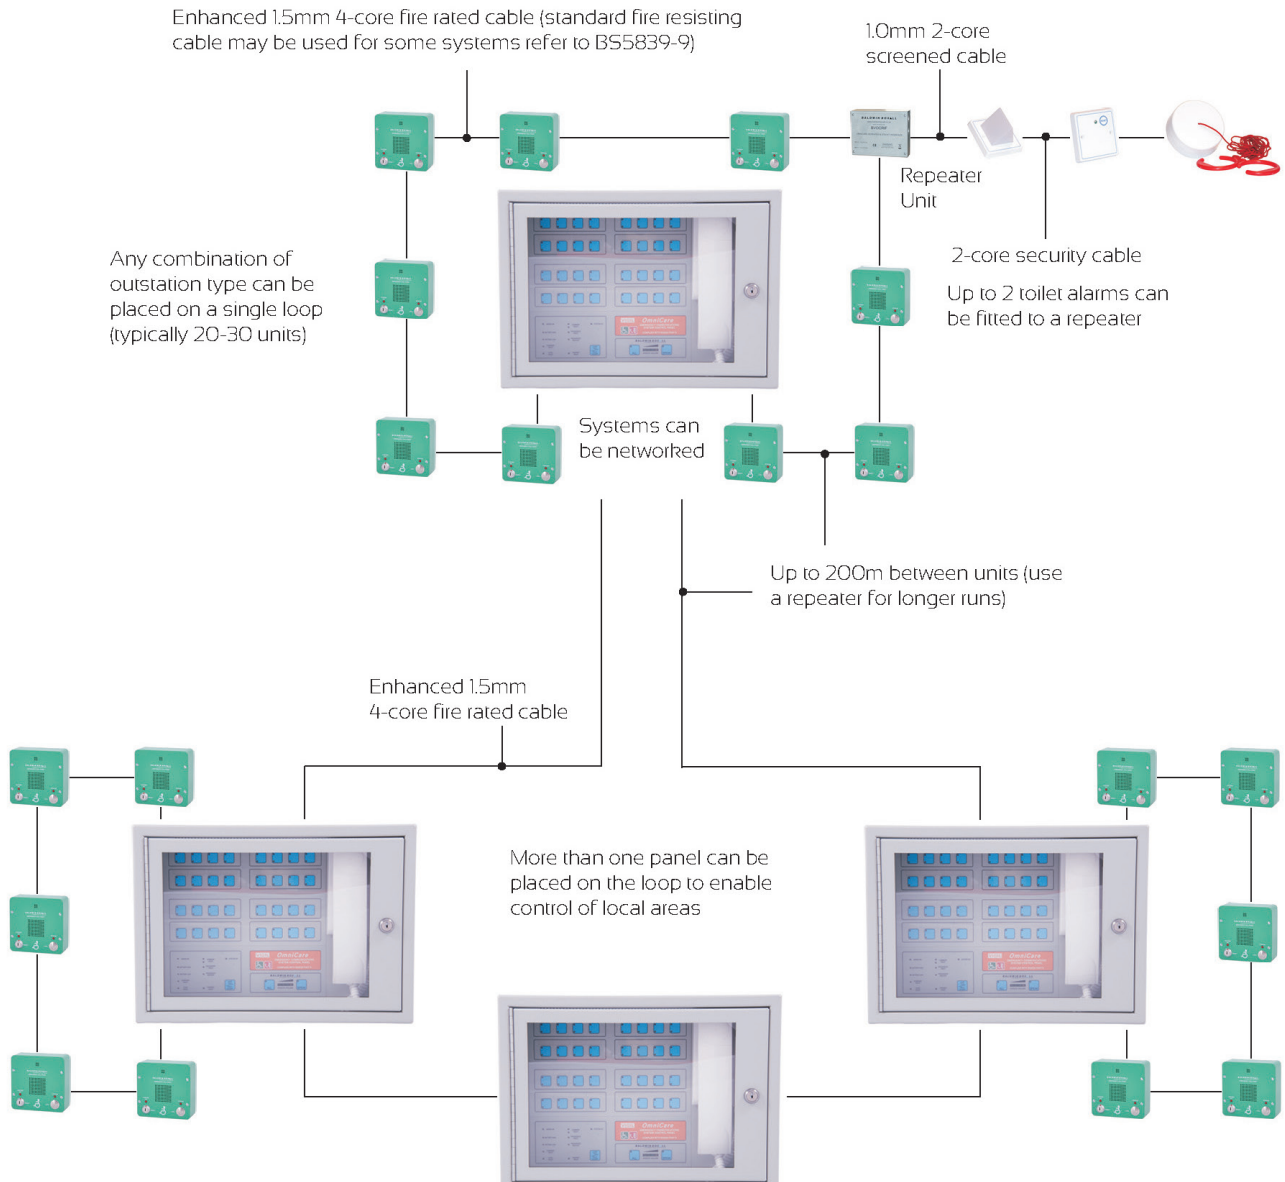 Enhanced 1.5mm 4-core fire rated cable (standard fire resisting
cable may be used for some systems refer to BS5839-9)
1.0mm 2-core
screened cable
Repeater
Unit
Any combination of
outstation type can be
placed on a single loop
(typically 20-30 units)
2-core security cable
Up to 2 toilet alarms can
be fitted to a repeater
OmniCare
Systems can
be networked
Up to 200m between units (use
a repeater for longer runs)
Enhanced 1.5mm
4-core fire rated cable
More than one panel can be
placed on the loop to enable
control of local areas
OmniCare
OmniCare
OmniCare